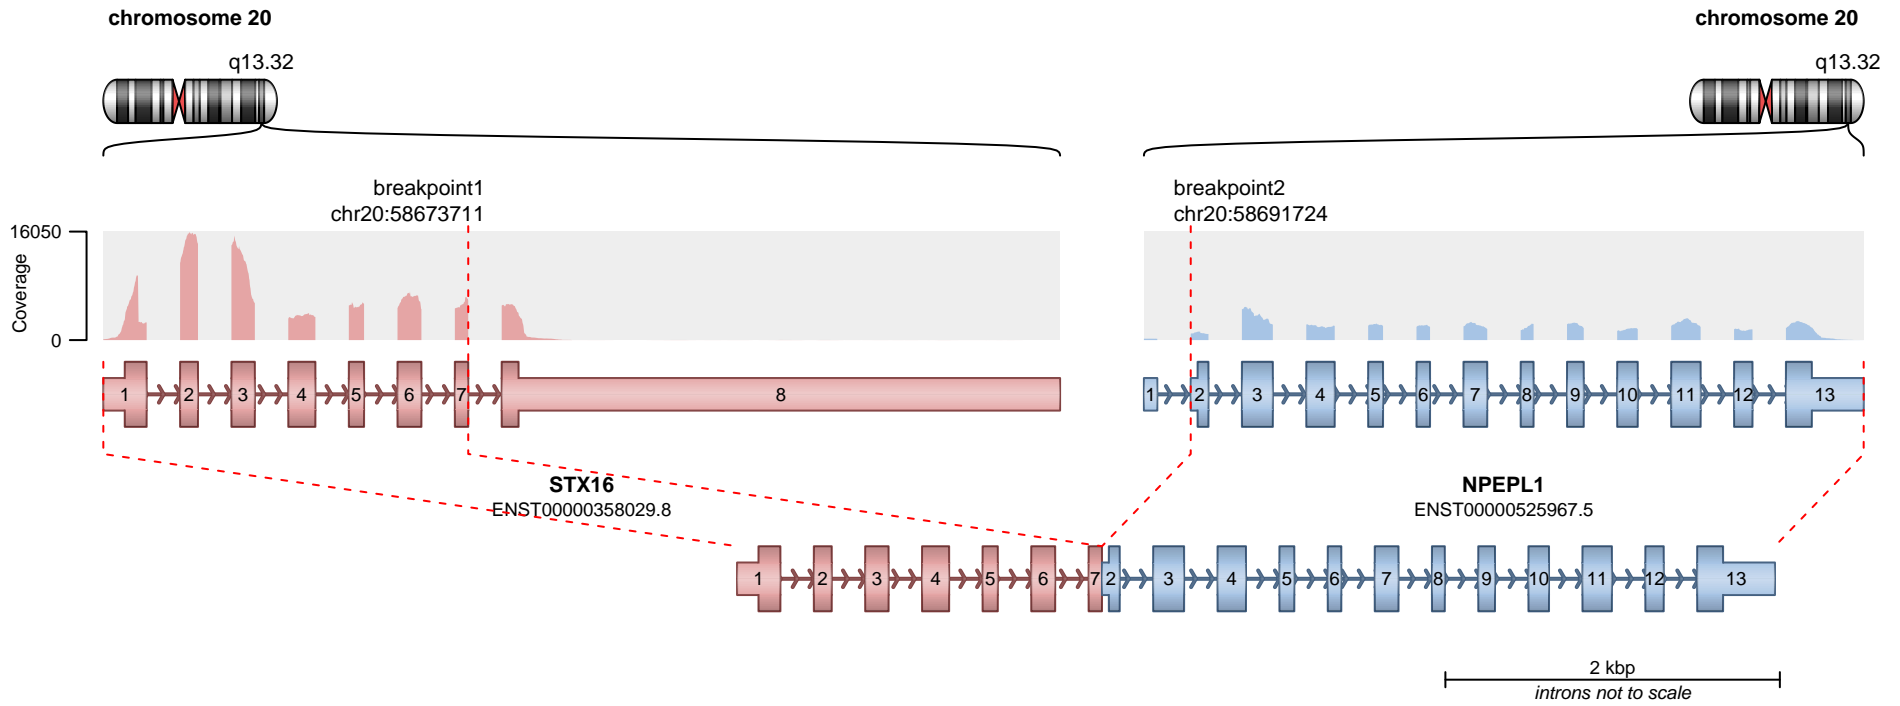 chromosome 20
chromosome 20
q13.32
q13.32
breakpoint1
chr20:58673711
breakpoint2
chr20:58691724
Coverage
16050
0
1 2 3 4 5 6 7 8
1 2 3 4 5 6 7 8 9 10 11 12 13
STX16
ENST00000358029.8
NPEPL1
ENST00000525967.5
1 2 3 4 5 6 7 2 3 4 5 6 7 8 9 10 11 12 13
2 kbp
introns not to scale